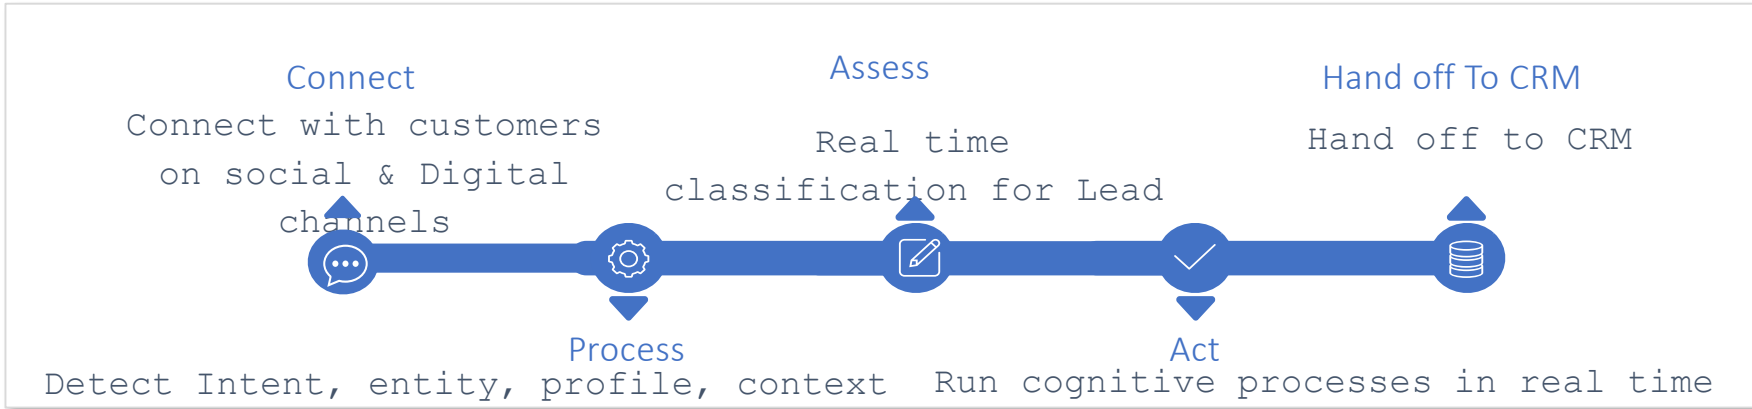 Connect
Connect with customers
on social & Digital
channels
Process
Detect Intent, entity, profile, context
Assess
Real time
classification for Lead
Act
Run cognitive processes in real time
Hand off To CRM
Hand off to CRM